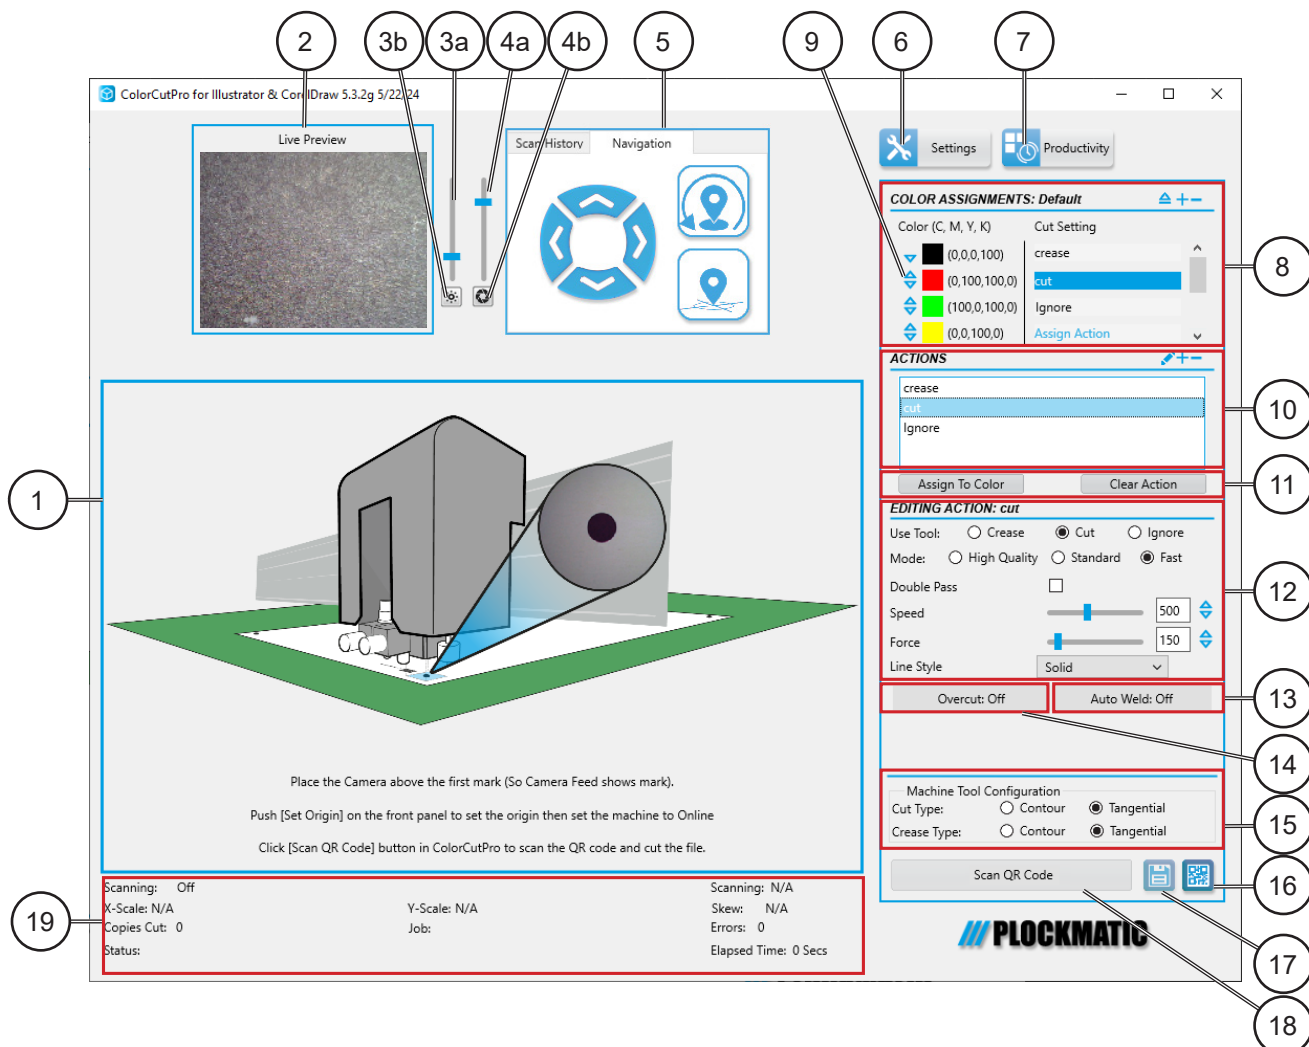 2 3b 3a 4a 4b 5 9 6 7
ColorCutPro for Illustrator & CorelDraw 5.3.2g 5/22/24
Live Preview
Scan History Navigation
Settings Productivity
COLOR ASSIGNMENTS: Default
Color (C, M, Y, K) Cut Setting
(0,0,0,100) crease
(0,100,100,0) cut
(100,0,100,0) Ignore
(0,0,100,0) Assign Action
8
ACTIONS
crease
cut
Ignore
10
Assign To Color Clear Action
11
EDITING ACTION: cut
Use Tool: Crease Cut Ignore
Mode: High Quality Standard Fast
Double Pass
Speed 500
Force 150
Line Style Solid
12
Overcut: Off Auto Weld: Off
13
14
Machine Tool Configuration
Cut Type: Contour Tangential
Crease Type: Contour Tangential
15
Scan QR Code
16
17
18
PLOCKMATIC
1
Place the Camera above the first mark (So Camera Feed shows mark).
Push [Set Origin] on the front panel to set the origin then set the machine to Online
Click [Scan QR Code] button in ColorCutPro to scan the QR code and cut the file.
19
Scanning: Off Scanning: N/A
X-Scale: N/A Y-Scale: N/A Skew: N/A
Copies Cut: 0 Job: Errors: 0
Status: Elapsed Time: 0 Secs